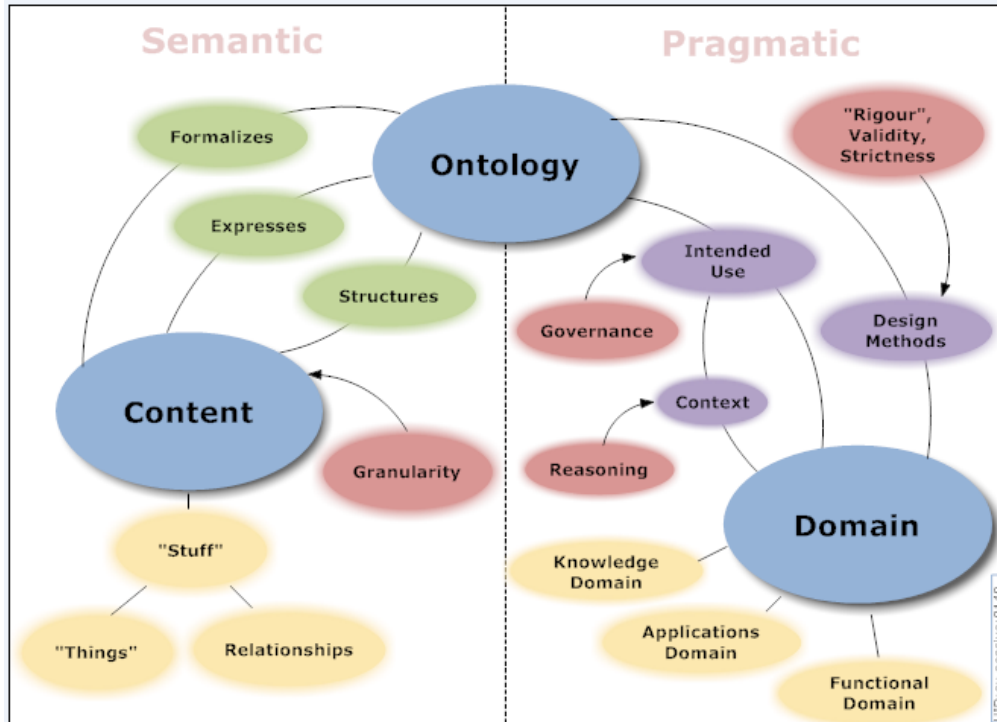 Semantic
Pragmatic
Formalizes
Ontology
"Rigour",
Validity,
Strictness
Expresses
Intended
Use
Structures
Governance
Design
Methods
Content
Context
Granularity
Reasoning
Domain
"Stuff"
Knowledge
Domain
"Things"
Relationships
Applications
Domain
Functional
Domain